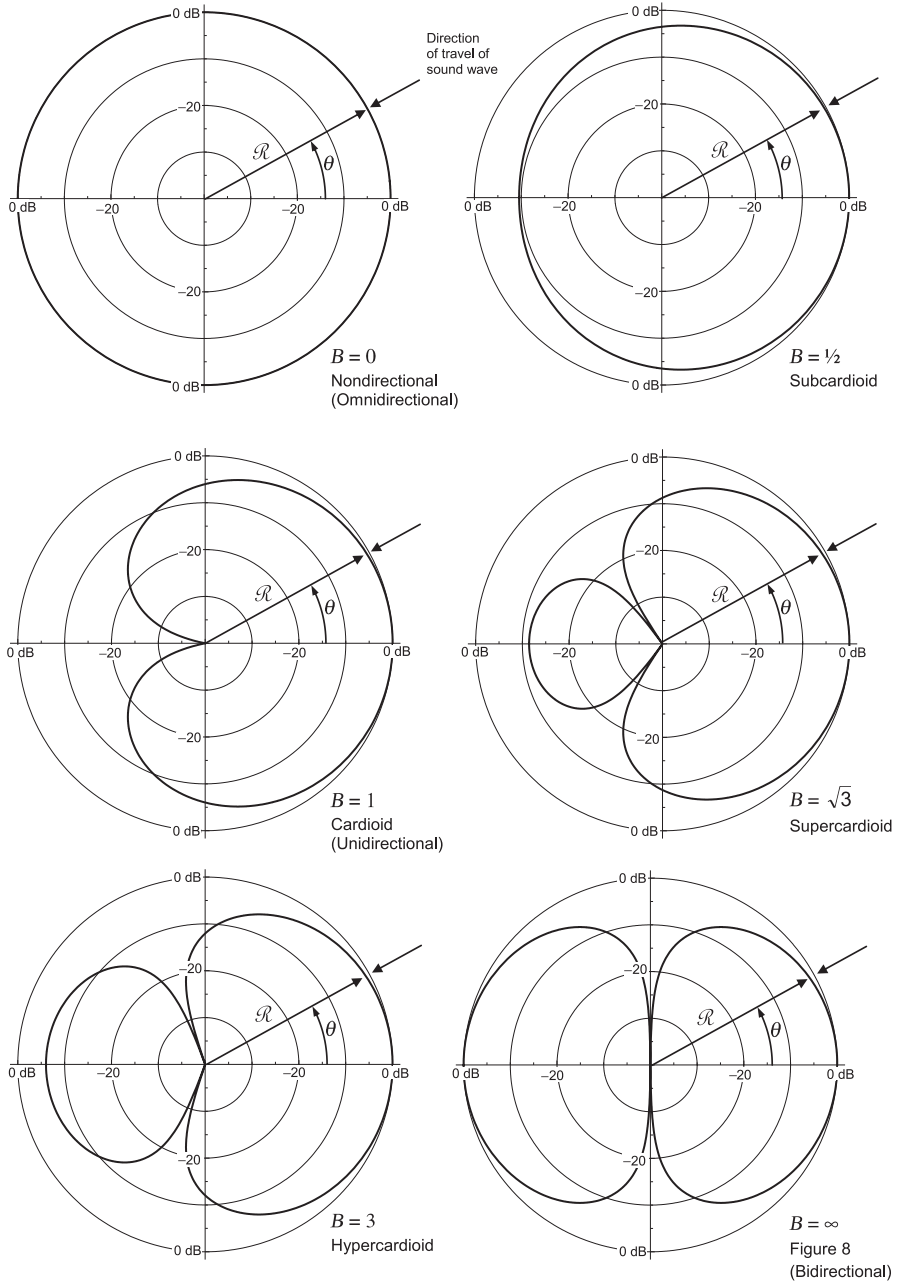 0 dB
Direction
of travel of
sound wave
–20
ℛ
θ
0 dB
–20
–20
0 dB
–20
0 dB
B = 0
Nondirectional
(Omnidirectional)
0 dB
–20
ℛ
θ
0 dB
–20
–20
0 dB
–20
0 dB
B = ½
Subcardioid
0 dB
–20
ℛ
θ
0 dB
–20
–20
0 dB
–20
0 dB
B = 1
Cardioid
(Unidirectional)
0 dB
–20
ℛ
θ
0 dB
–20
–20
0 dB
–20
0 dB
B = √3
Supercardioid
0 dB
–20
ℛ
θ
0 dB
–20
–20
0 dB
–20
0 dB
B = 3
Hypercardioid
0 dB
–20
ℛ
θ
0 dB
–20
–20
0 dB
–20
0 dB
B = ∞
Figure 8
(Bidirectional)